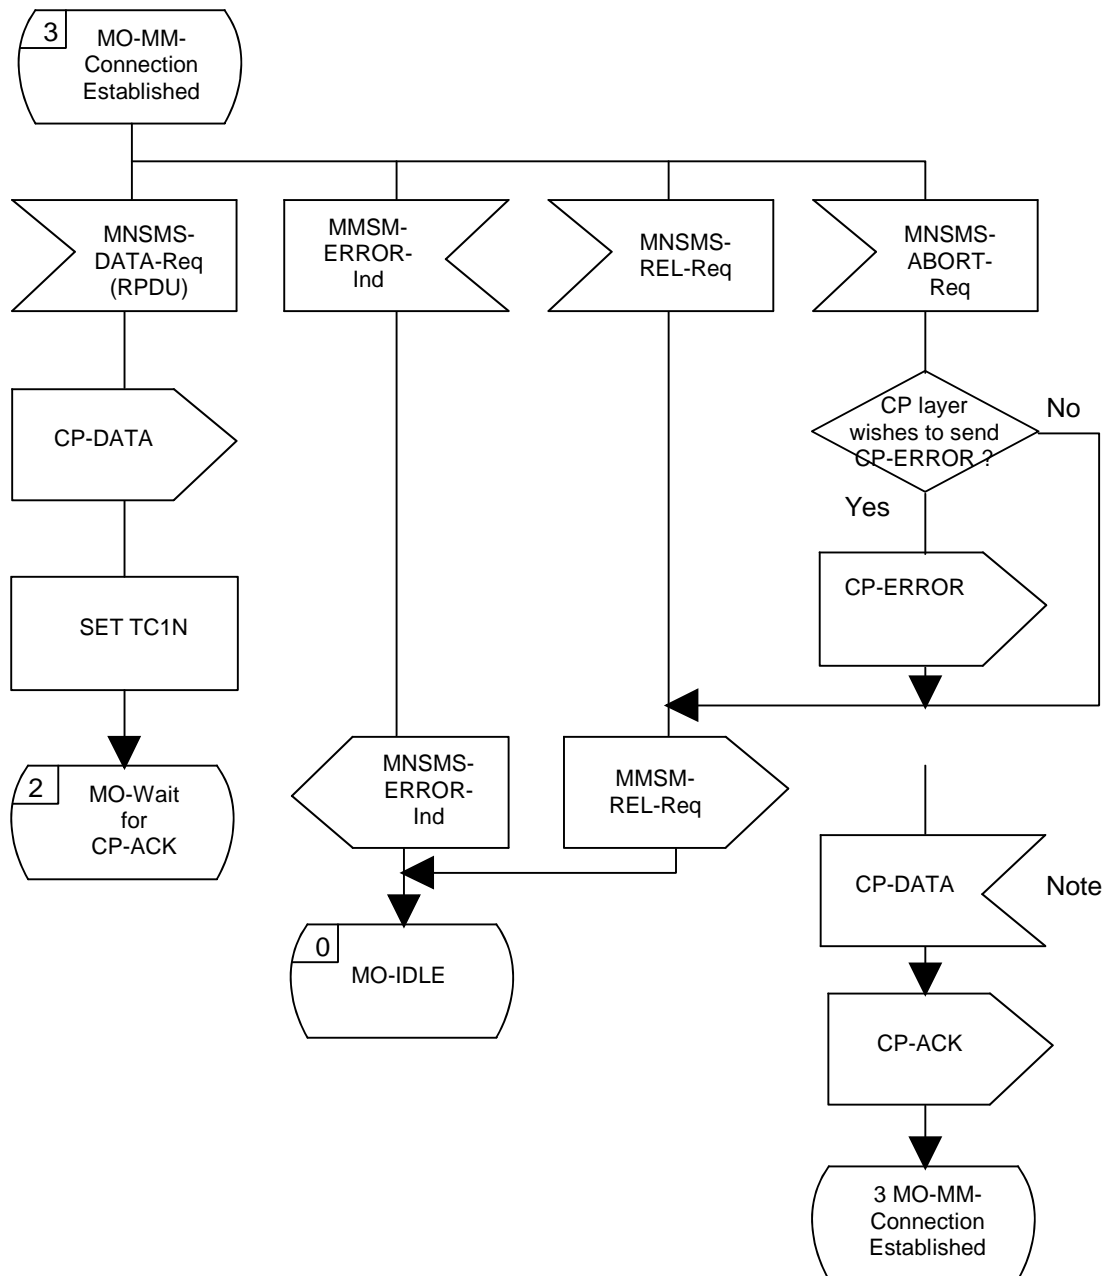 3
MO-MM-
Connection
Established
MNSMS-
DATA-Req
(RPDU)
MMSM-
ERROR-
Ind
MNSMS-
REL-Req
MNSMS-
ABORT-
Req
CP-DATA
CP layer
wishes to send
CP-ERROR ?
No
Yes
SET TC1N
CP-ERROR
2
MO-Wait
for
CP-ACK
MNSMS-
ERROR-
Ind
MMSM-
REL-Req
CP-DATA
Note
0
MO-IDLE
CP-ACK
3 MO-MM-
Connection
Established